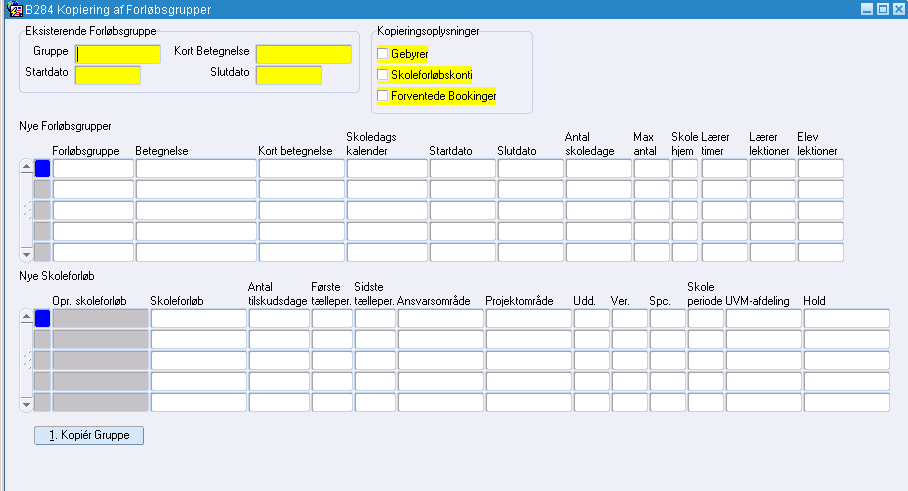 B284 Kopiering af Forløbsgrupper
Eksisterende Forløbsgruppe
Gruppe Kort Betegnelse
Startdato Slutdato
Kopieringsoplysninger
Gebyrer
Skoleforløbskonti
Forventede Bookinger
Nye Forløbsgrupper
Skoledags Antal Max Skole Lærer Lærer Elev
Forløbsgruppe Betegnelse Kort betegnelse kalender Startdato Slutdato skoledage antal hjem timer lektioner lektioner
Nye Skoleforløb
Antal Første Sidste Skole
Opr. skoleforløb Skoleforløb tilskudsdage tælleper. tælleper. Ansvarsområde Projektområde Udd. Ver. Spc. periode UVM-afdeling Hold
1. Kopiér Gruppe